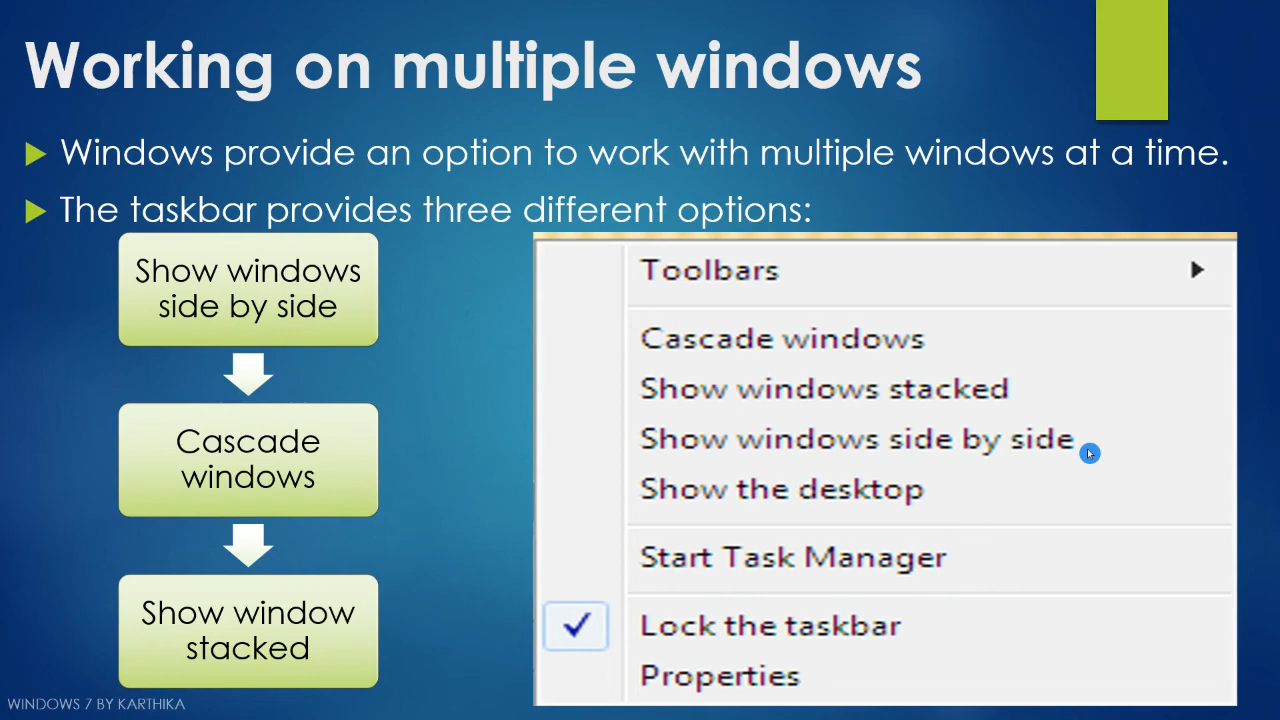 Working on multiple windows
Windows provide an option to work with multiple windows at a time.
The taskbar provides three different options:
Show windows
side by side
Cascade
windows
Show window
stacked
Toolbars
Cascade windows
Show windows stacked
Show windows side by side
Show the desktop
Start Task Manager
Lock the taskbar
Properties
WINDOWS 7 BY KARTHIKA